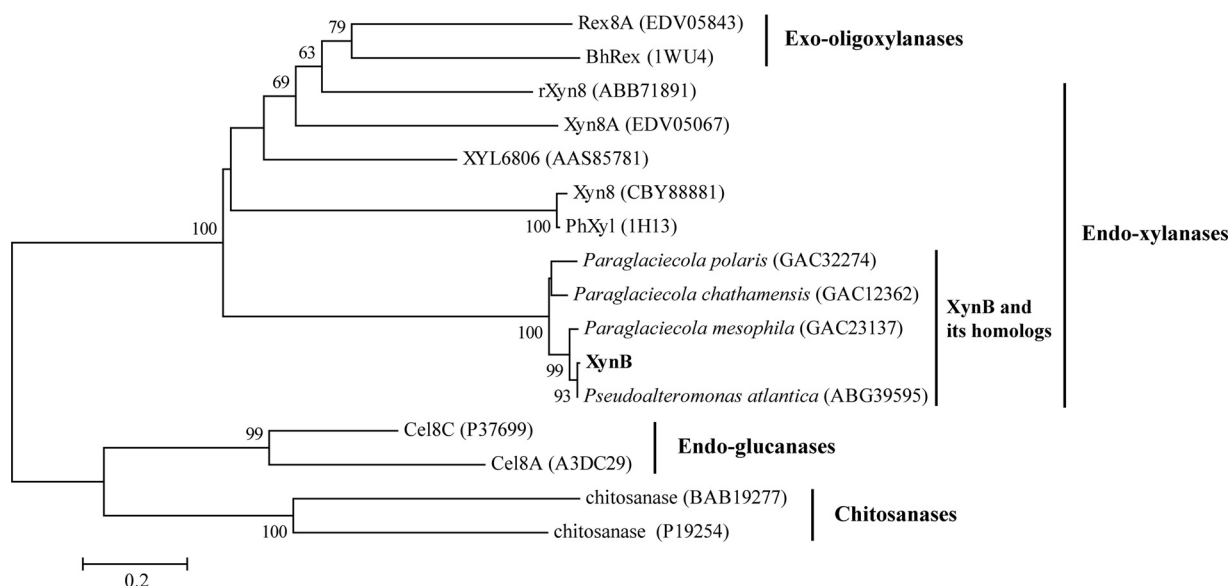 79
Rex8A (EDV05843)
Exo-oligoxylanases
63
BhRex (1WU4)
69
rXyn8 (ABB71891)
Xyn8A (EDV05067)
XYL6806 (AAS85781)
Xyn8 (CBY88881)
100
100
PhXyl (1H13)
Endo-xylanases
Paraglaciecola polaris (GAC32274)
Paraglaciecola chathamensis (GAC12362)
XynB and
its homologs
100
Paraglaciecola mesophila (GAC23137)
99
XynB
93
Pseudoalteromonas atlantica (ABG39595)
99
Cel8C (P37699)
Endo-glucanases
Cel8A (A3DC29)
chitosanase (BAB19277)
Chitosanases
100
chitosanase (P19254)
0.2